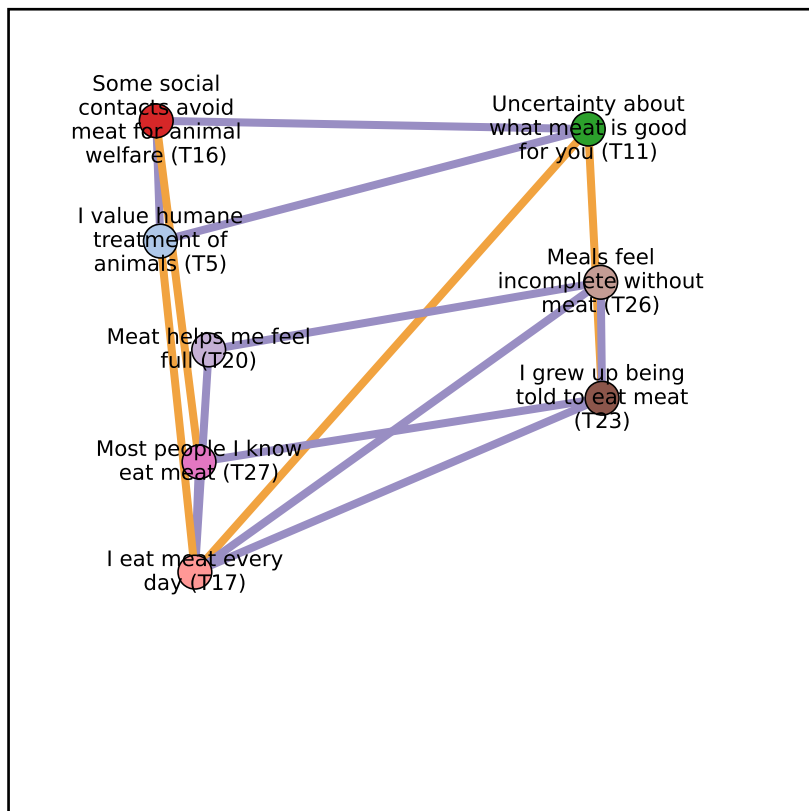 Some social
contacts avoid
meat for animal
welfare (T16)
Uncertainty about
what meat is good
for you (T11)
I value humane
treatment of
animals (T5)
Meals feel
incomplete without
meat (T26)
Meat helps me feel
full (T20)
I grew up being
told to eat meat
(T23)
Most people I know
eat meat (T27)
I eat meat every
day (T17)